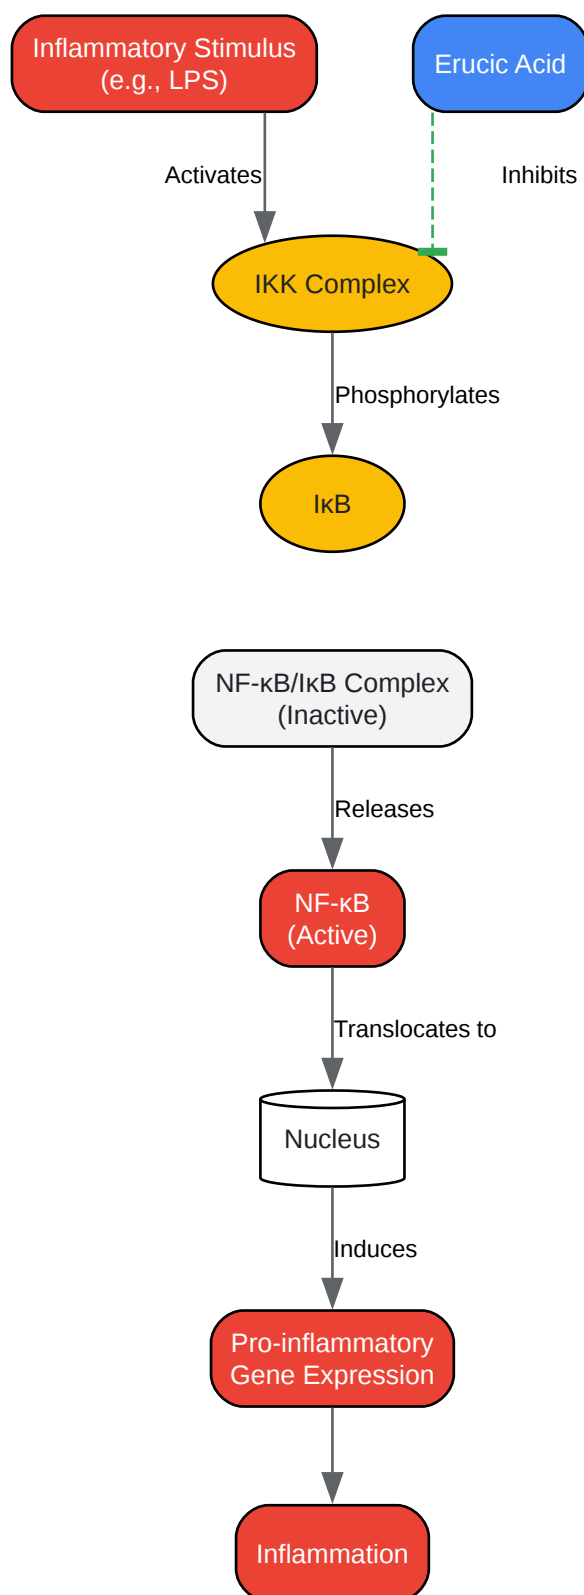 Inflammatory Stimulus
(e.g., LPS)
Erucic Acid
Activates
Inhibits
IKK Complex
Phosphorylates
IκB
NF-κB/IκB Complex
(Inactive)
Releases
NF-κB
(Active)
Translocates to
Nucleus
Induces
Pro-inflammatory
Gene Expression
Inflammation